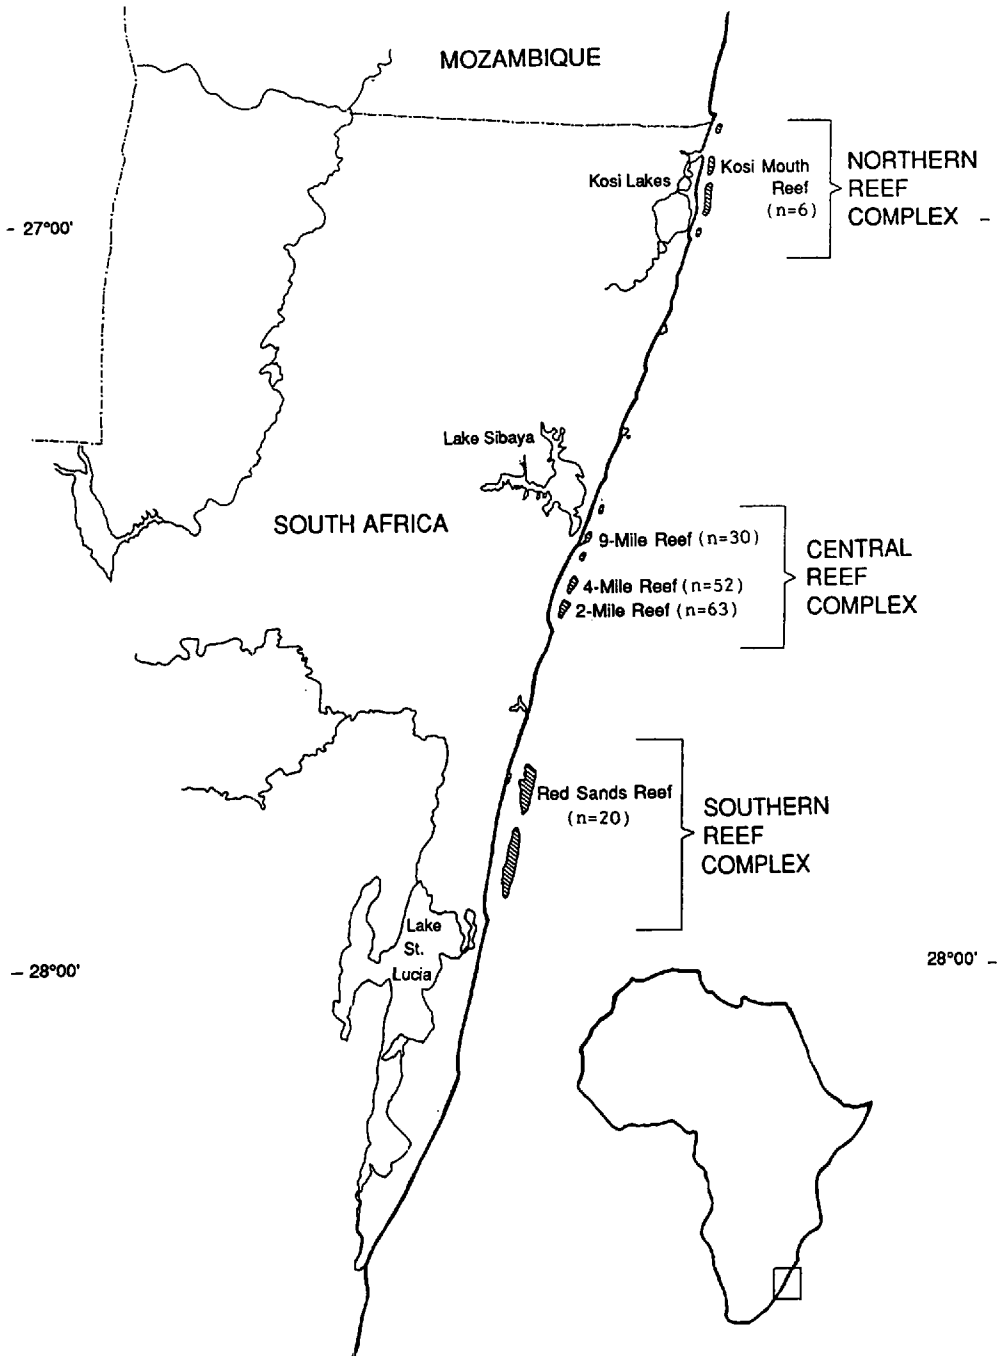 MOZAMBIQUE
Kosi Lakes
Kosi Mouth
Reef
(n=6)
NORTHERN
REEF
COMPLEX
- 27°00'
-
Lake Sibaya
SOUTH AFRICA
9-Mile Reef (n=30)
4-Mile Reef (n=52)
2-Mile Reef (n=63)
CENTRAL
REEF
COMPLEX
Red Sands Reef
(n=20)
SOUTHERN
REEF
COMPLEX
Lake
St.
Lucia
- 28°00'
28°00' -